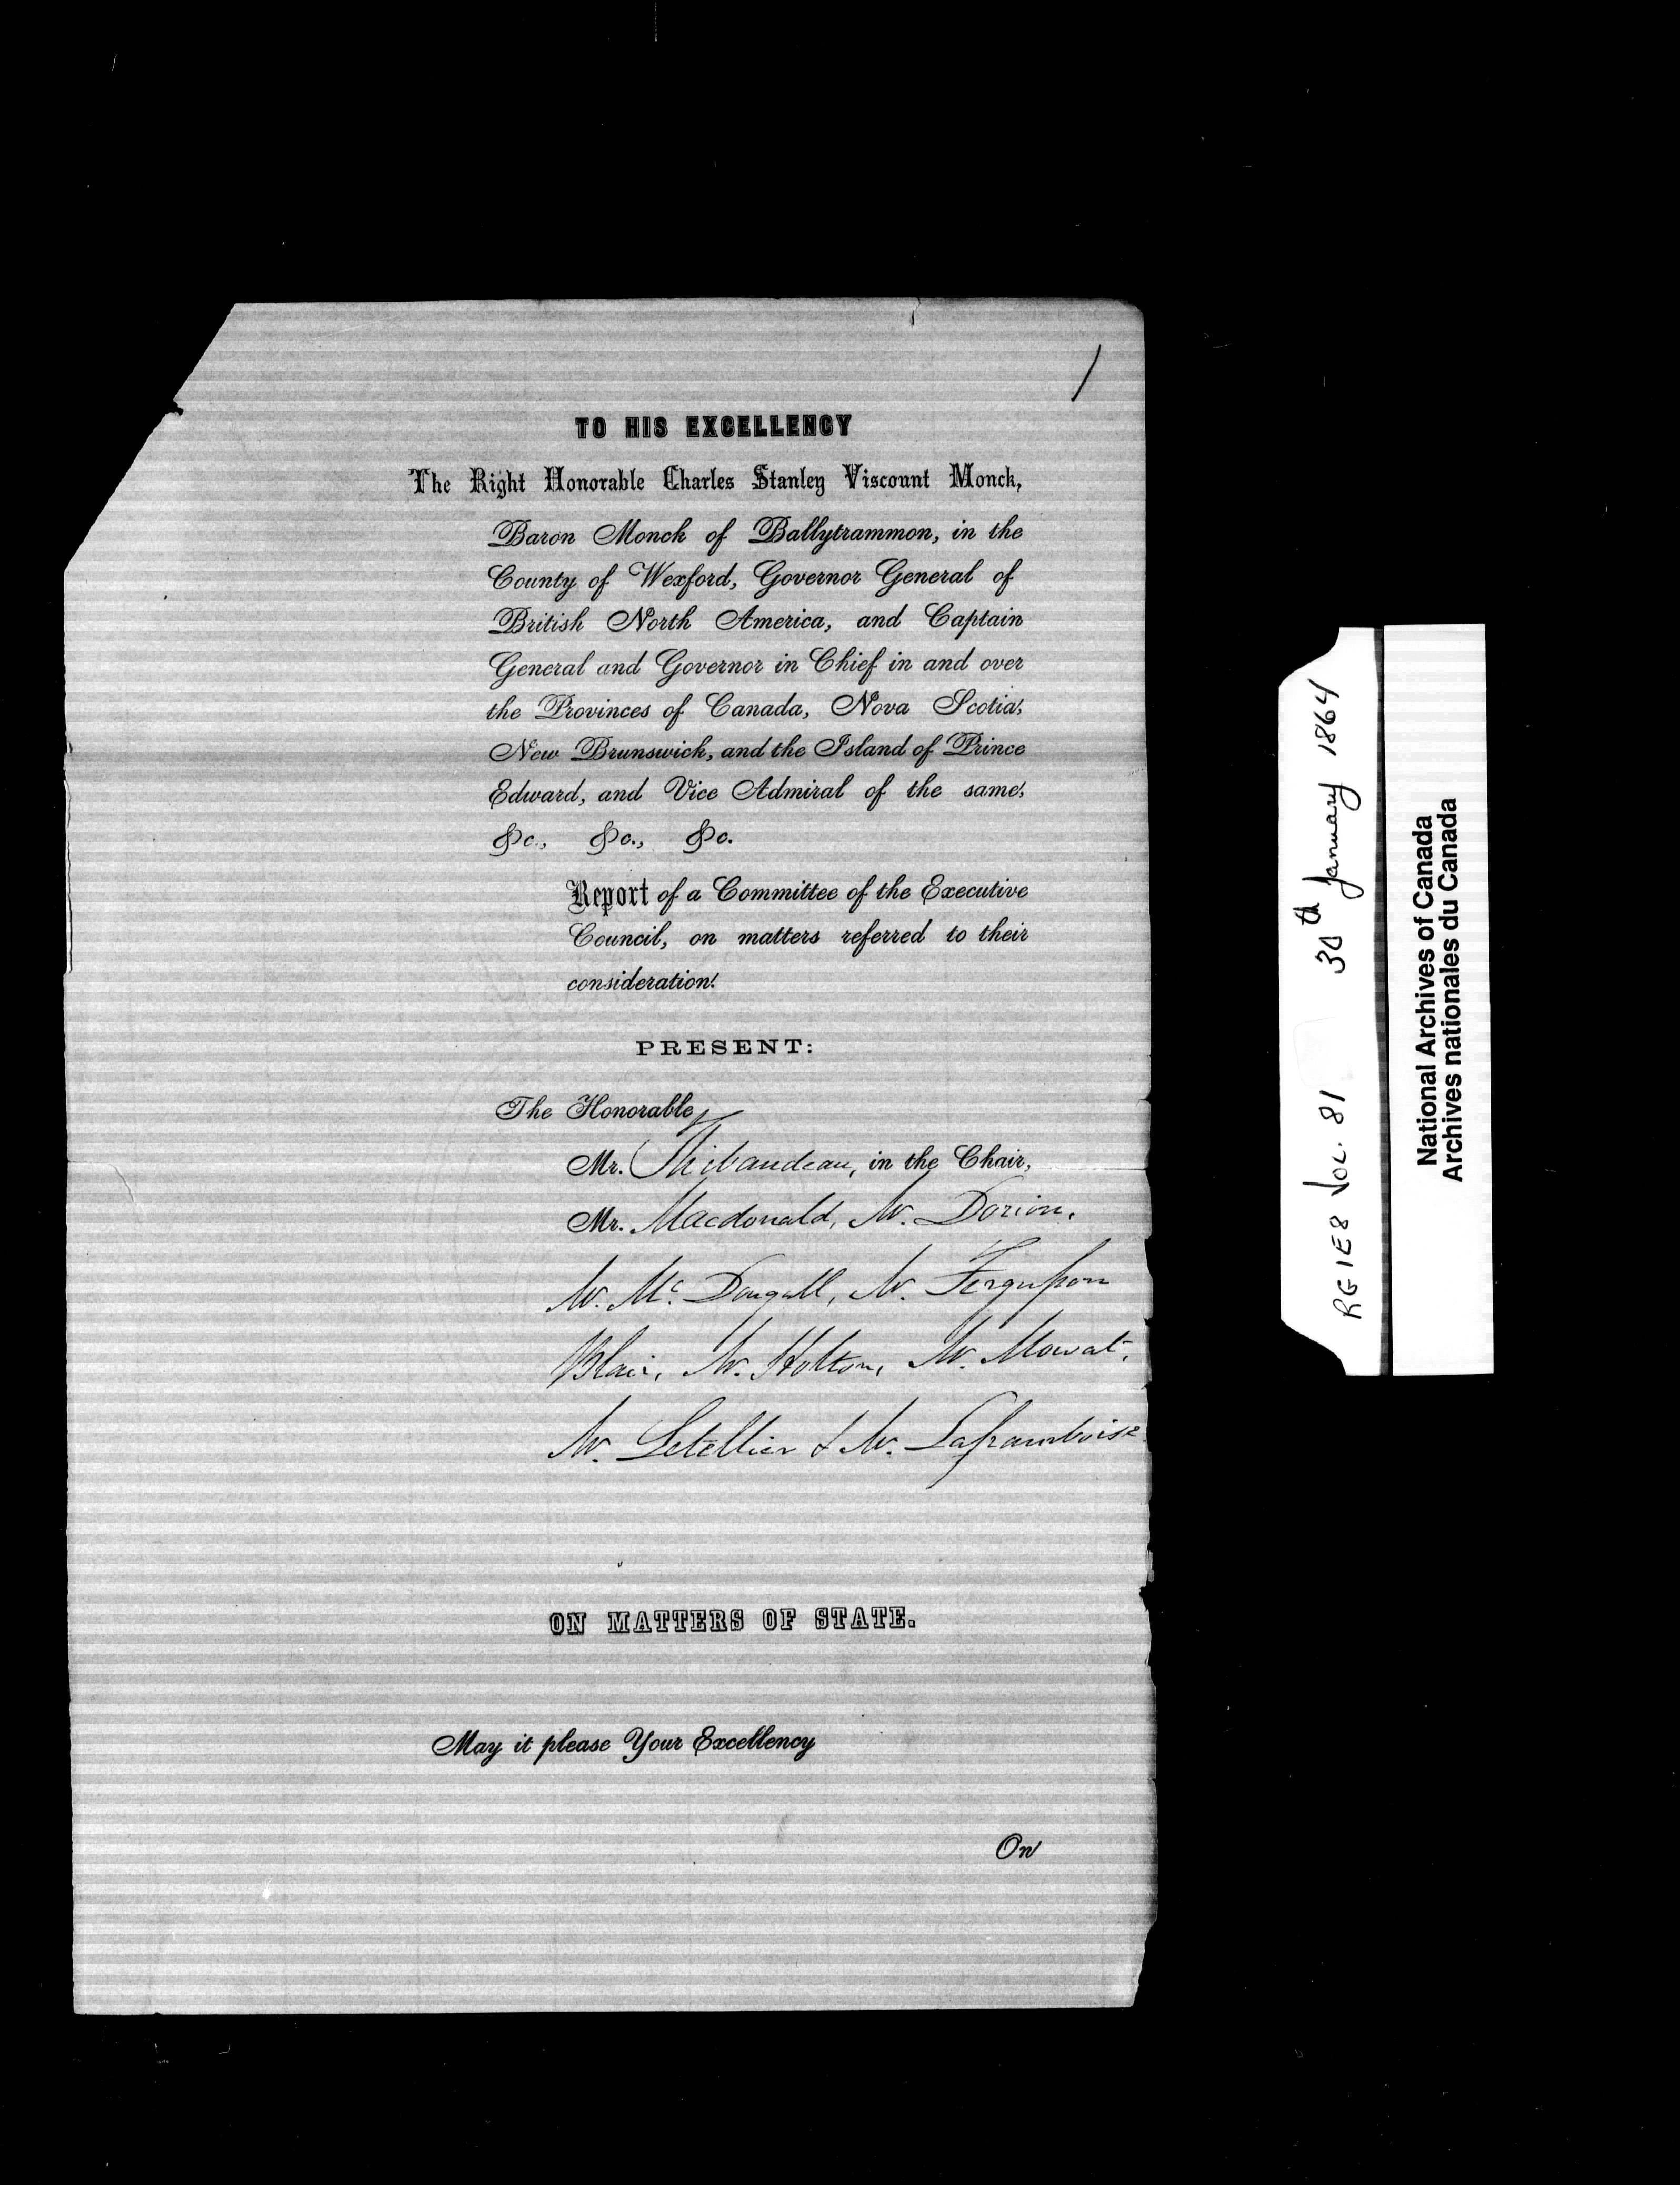 1
TO HIS EXCELLENCY
The Right Honorable Charles Stanley Viscount Monck,
Baron Monck of Ballytrammon, in the
County of Wexford, Governor General of
British North America, and Captain
General and Governor in Chief in and over
the Provinces of Canada, Nova Scotia,
New Brunswick, and the Island of Prince
Edward, and Vice Admiral of the same,
&c., &c., &c.
Report of a Committee of the Executive
Council, on matters referred to their
consideration.
PRESENT:
The Honorable
Mr. Thibaudeau, in the Chair,
Mr. Macdonald, Mr. Dorion,
Mr. Mc. Dougall, Mr. Fergusson
Blair, Mr. Holton, Mr. Mowat,
Mr. Letellier & Mr. Laframboise
ON MATTERS OF STATE.
May it please Your Excellency
On
RG 1 E8 Vol. 81 30th January 1864
National Archives of Canada
Archives nationales du Canada